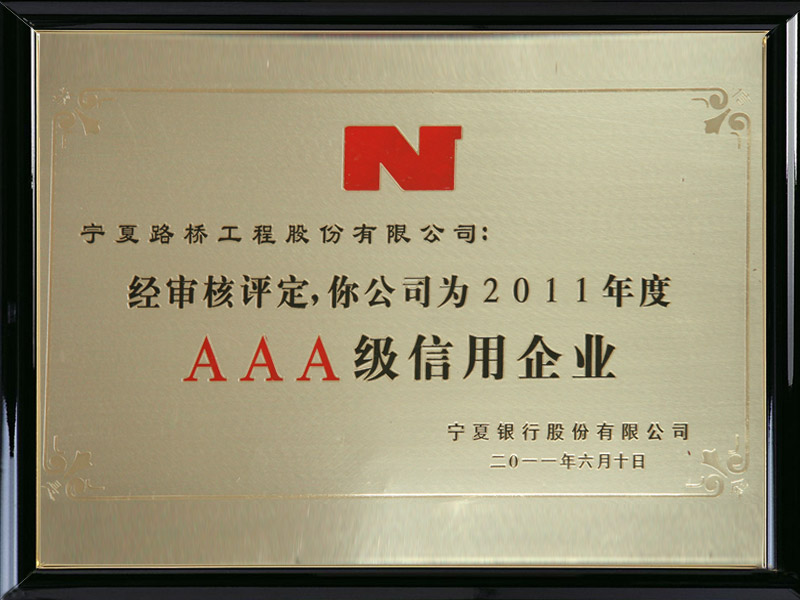 宁夏路桥工程股份有限公司:
经审核评定,你公司为2011年度
AAA级信用企业
宁夏银行股份有限公司
二0一一年六月十日